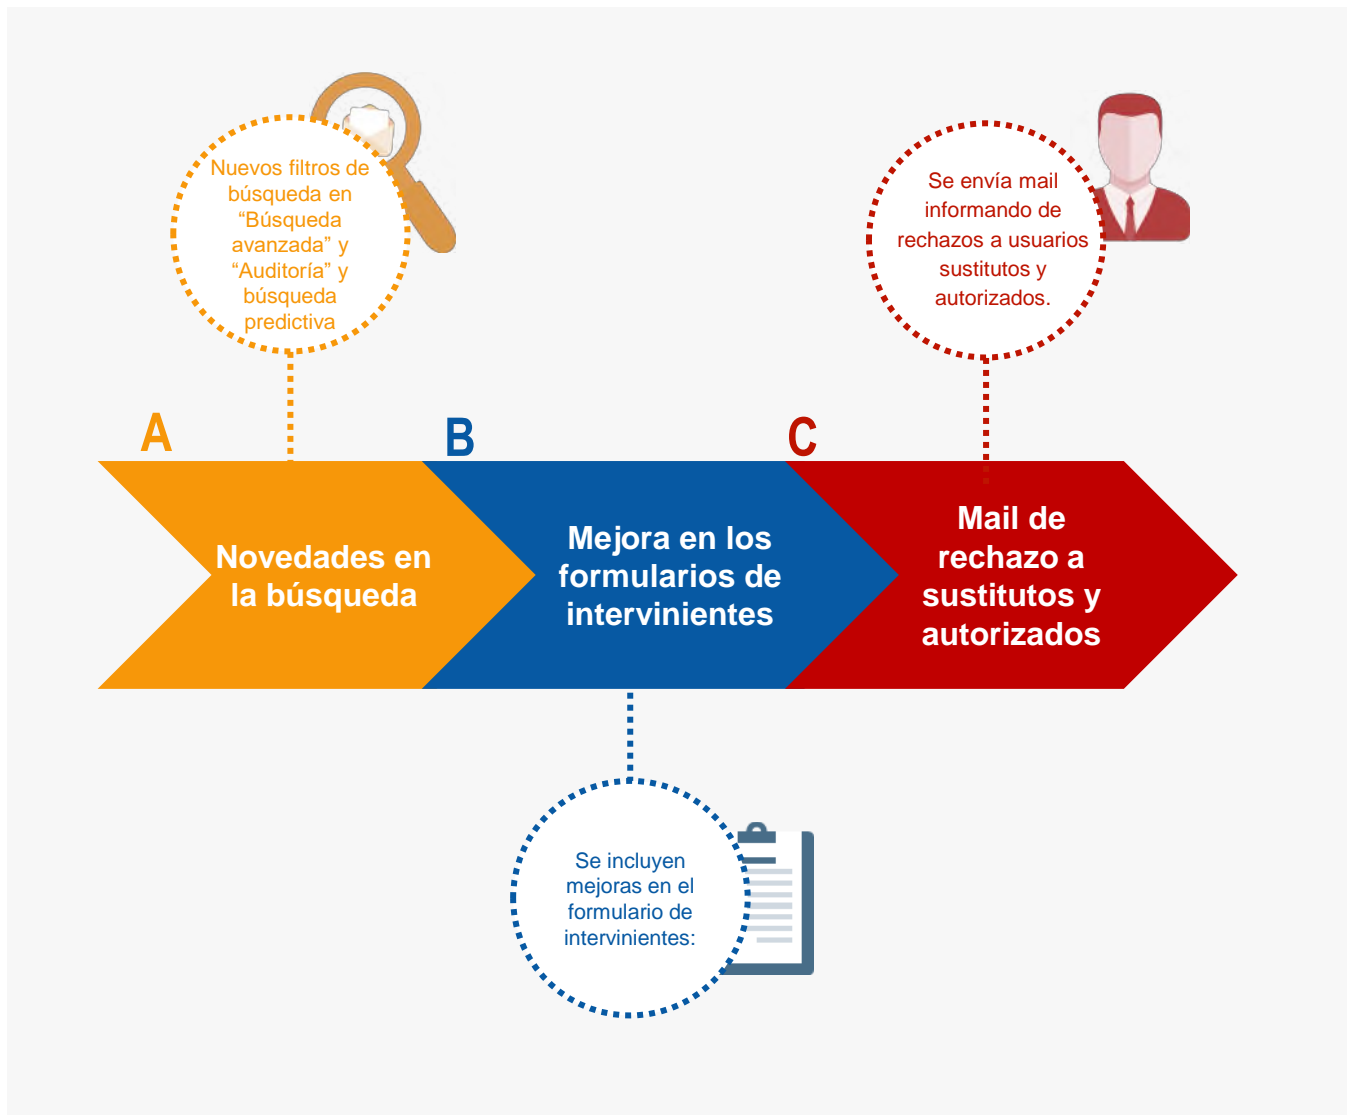 Nuevos filtros de
búsqueda en
“Búsqueda
avanzada” y
“Auditoría” y
búsqueda
predictiva
Se envía mail
informando de
rechazos a usuarios
sustitutos y
autorizados.
A
B
C
Novedades en
la búsqueda
Mejora en los
formularios de
intervinientes
Mail de
rechazo a
sustitutos y
autorizados
Se incluyen
mejoras en el
formulario de
intervinientes: